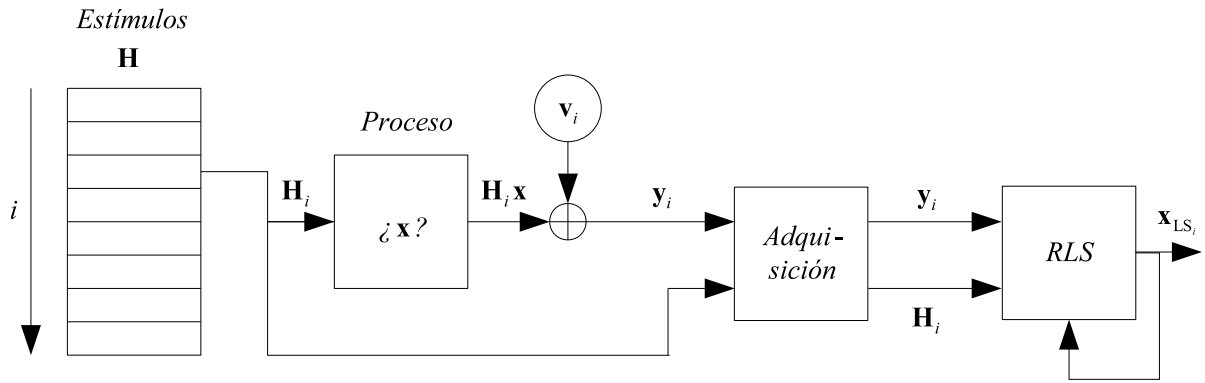 Estímulos
H
i
H_i
Proceso
¿x?
H_i x
v_i
y_i
Adqui-
sición
y_i
H_i
RLS
x_LS_i